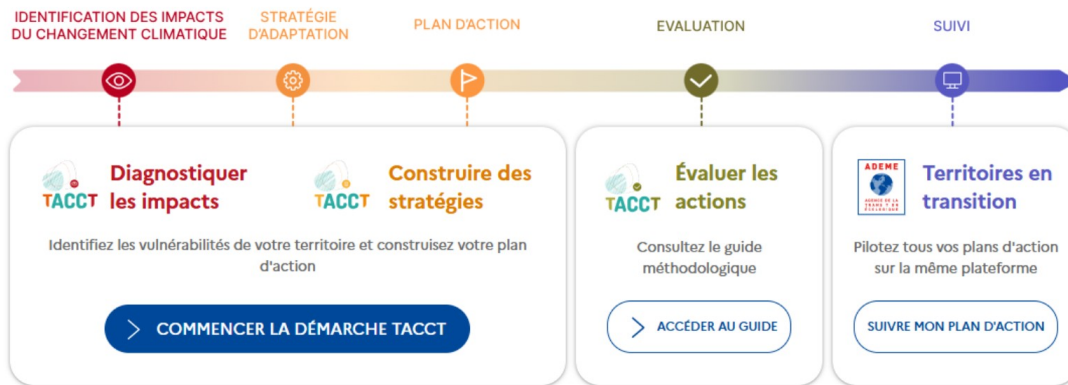 IDENTIFICATION DES IMPACTS
DU CHANGEMENT CLIMATIQUE
STRATÉGIE
D'ADAPTATION
PLAN D'ACTION
EVALUATION
SUIVI
TACCT
Diagnostiquer
les impacts
TACCT
Construire des
stratégies
Identifiez les vulnérabilités de votre territoire et construisez votre plan
d'action
COMMENCER LA DÉMARCHE TACCT
TACCT
Évaluer les
actions
Consultez le guide
méthodologique
ACCÉDER AU GUIDE
ADEME
AGENCE DE LA
Territoires en
transition
Pilotez tous vos plans d'action
sur la même plateforme
SUIVRE MON PLAN D'ACTION